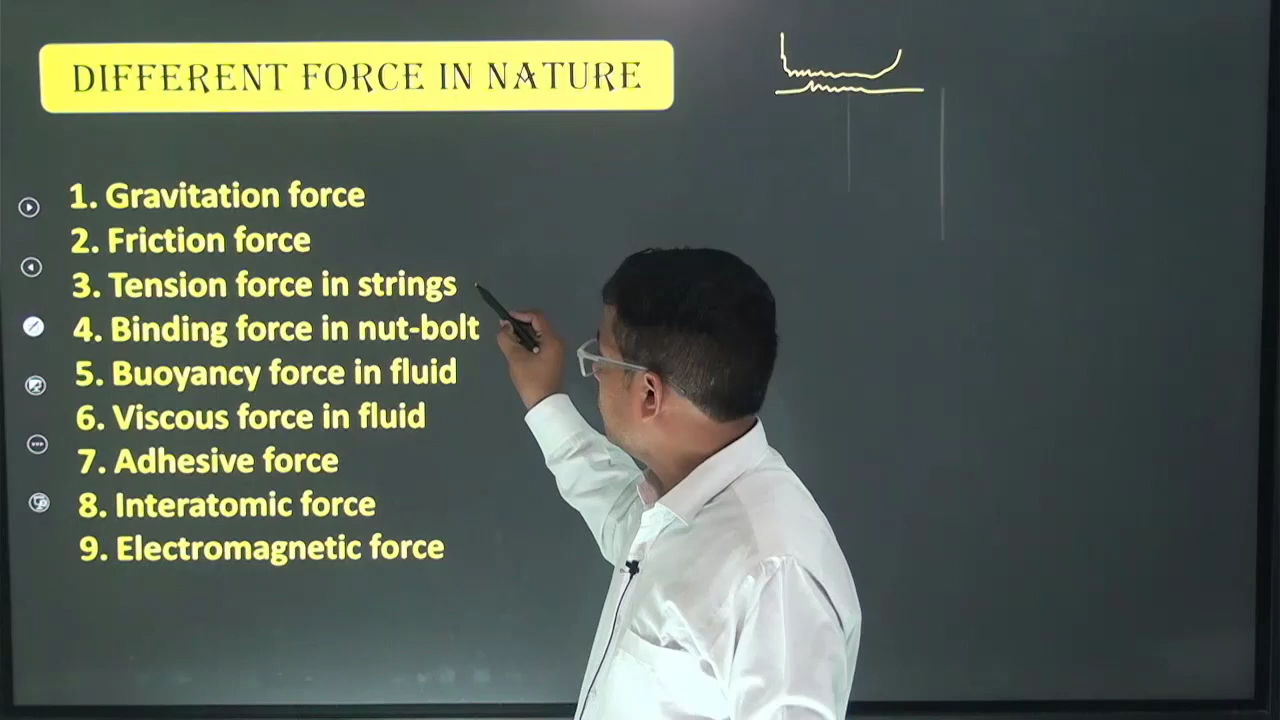 DIFFERENT FORCE IN NATURE
1. Gravitation force
2. Friction force
3. Tension force in strings
4. Binding force in nut-bolt
5. Buoyancy force in fluid
6. Viscous force in fluid
7. Adhesive force
8. Interatomic force
9. Electromagnetic force